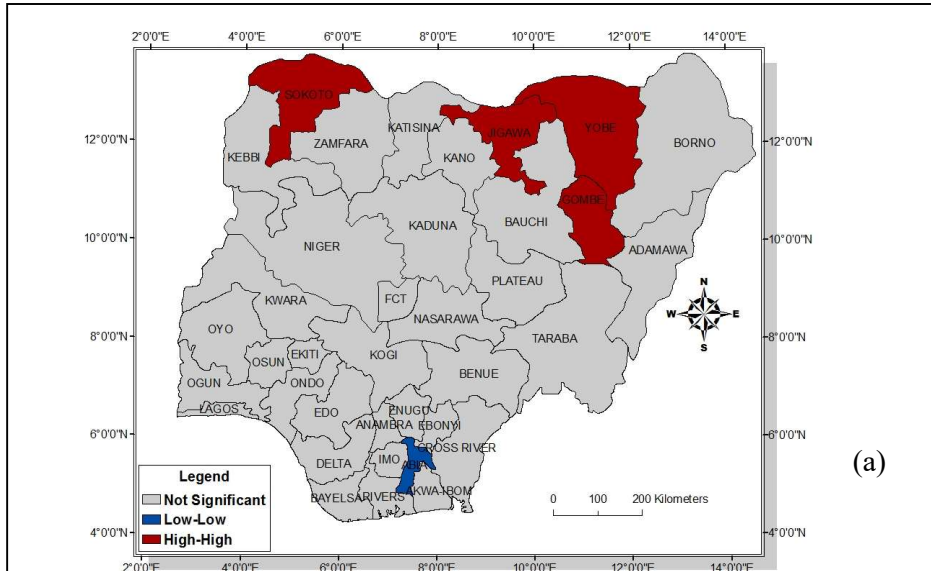 2°0'0"E 4°0'0"E 6°0'0"E 8°0'0"E 10°0'0"E 12°0'0"E 14°0'0"E
SOKOTO
KATISINA
JIGAWA
YOBE
12°0'0"N
ZAMFARA
BORNO
12°0'0"N
KEBBI
KANO
GOMBE
BAUCHI
KADUNA
10°0'0"N
NIGER
ADAMAWA
10°0'0"N
PLATEAU
N
FCT
KWARA
NASARAWA
W E
OYO
TARABA
S
8°0'0"N
8°0'0"N
OSUN
EKITI
KOGI
BENUE
OGUN
ONDO
LAGOS
EDO
ENUGU
ANAMBRA
EBONYI
6°0'0"N
6°0'0"N
CROSS RIVER
IMO
ABIA
DELTA
(a)
Legend
Not Significant
Low-Low
High-High
BAYELSA
RIVERS
AKWA-IBOM
0 100 200 Kilometers
4°0'0"N
4°0'0"N
2°0'0"E 4°0'0"E 6°0'0"E 8°0'0"E 10°0'0"E 12°0'0"E 14°0'0"E